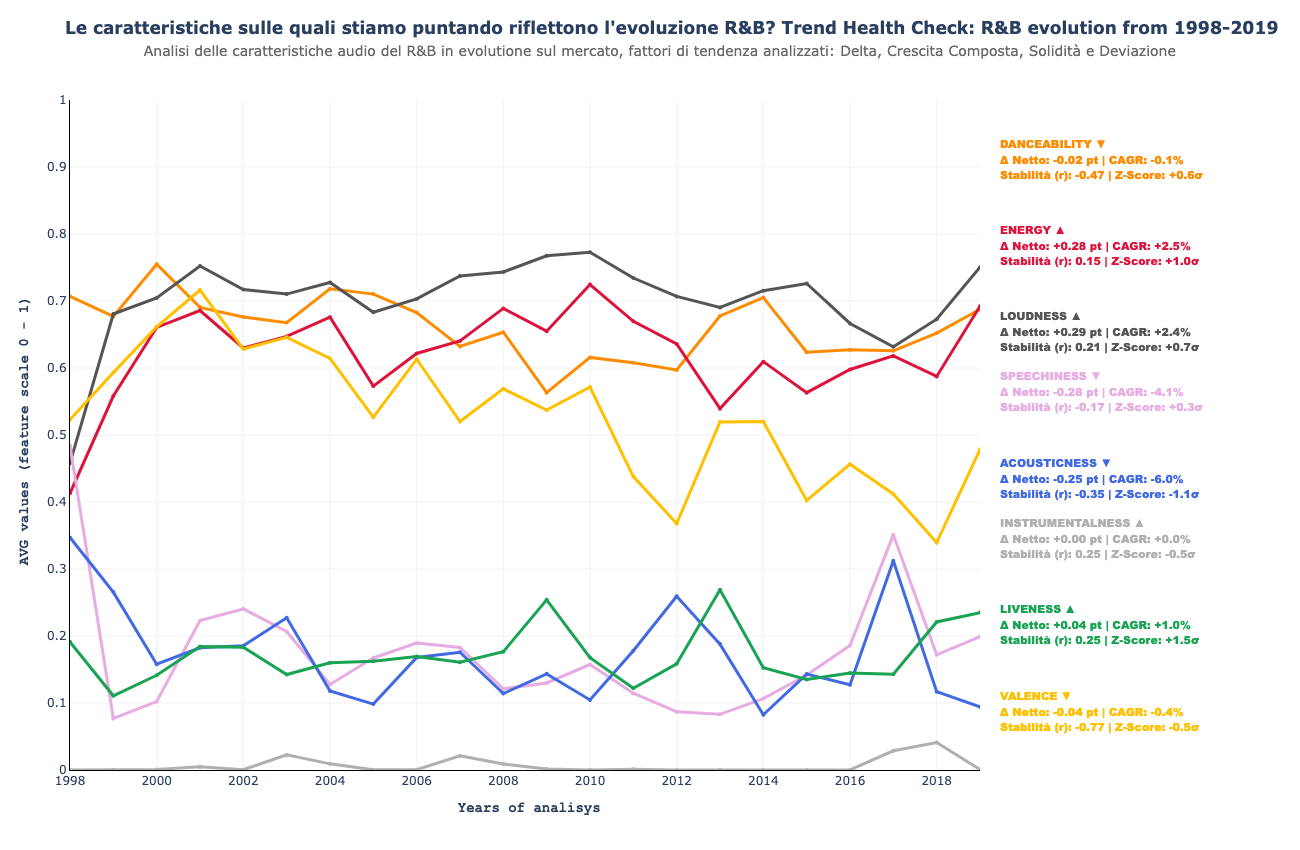 Le caratteristiche sulle quali stiamo puntando riflettono l'evoluzione R&B? Trend Health Check: R&B evolution from 1998-2019
Analisi delle caratteristiche audio del R&B in evolutione sul mercato, fattori di tendenza analizzati: Delta, Crescita Composta, Solidità e Deviazione
AVG values (feature scale 0 – 1)
1
0.9
0.8
0.7
0.6
0.5
0.4
0.3
0.2
0.1
0
1998
2000
2002
2004
2006
2008
2010
2012
2014
2016
2018
Years of analisys
DANCEABILITY ▼
Δ Netto: -0.02 pt | CAGR: -0.1%
Stabilità (r): -0.47 | Z-Score: +0.6σ
ENERGY ▲
Δ Netto: +0.28 pt | CAGR: +2.5%
Stabilità (r): 0.15 | Z-Score: +1.0σ
LOUDNESS ▲
Δ Netto: +0.29 pt | CAGR: +2.4%
Stabilità (r): 0.21 | Z-Score: +0.7σ
SPEECHINESS ▼
Δ Netto: -0.28 pt | CAGR: -4.1%
Stabilità (r): -0.17 | Z-Score: +0.3σ
ACOUSTICNESS ▼
Δ Netto: -0.25 pt | CAGR: -6.0%
Stabilità (r): -0.35 | Z-Score: -1.1σ
INSTRUMENTALNESS ▲
Δ Netto: +0.00 pt | CAGR: +0.0%
Stabilità (r): 0.25 | Z-Score: -0.5σ
LIVENESS ▲
Δ Netto: +0.04 pt | CAGR: +1.0%
Stabilità (r): 0.25 | Z-Score: +1.5σ
VALENCE ▼
Δ Netto: -0.04 pt | CAGR: -0.4%
Stabilità (r): -0.77 | Z-Score: -0.5σ